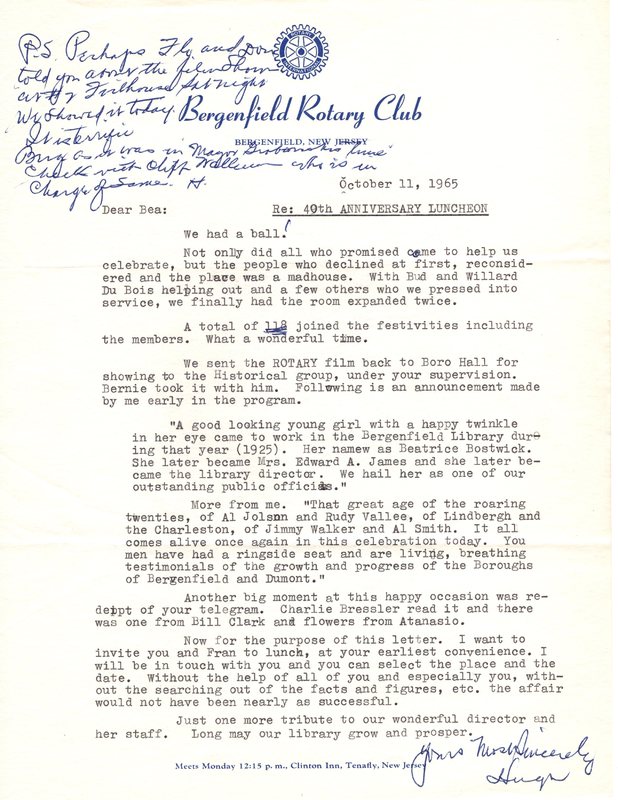 P.S. Perhaps Fly and Don
told you about the film Show
at Firehouse Sat night
We Showed it today.
It is terrific
Berg as it was in "Mayor time"
Check with Cliff who is in
Charge of Same. H.
ROTARY
INTERNATIONAL
Bergenfield Rotary Club
BERGENFIELD, NEW JERSEY
October 11, 1965
Dear Bea: Re: 40th ANNIVERSARY LUNCHEON
We had a ball!
Not only did all who promised came to help us
celebrate, but the people who declined at first, reconsid-
ered and the place was a madhouse. With Bud and Willard
Du Bois helping out and a few others who we pressed into
service, we finally had the room expanded twice.
A total of 118 joined the festivities including
the members. What a wonderful time.
We sent the ROTARY film back to Boro Hall for
showing to the Historical group, under your supervision.
Bernie took it with him. Following is an announcement made
by me early in the program.
"A good looking young girl with a happy twinkle
in her eye came to work in the Bergenfield Library dur-
ing that year (1925). Her namew as Beatrice Bostwick.
She later became Mrs. Edward A. James and she later be-
came the library director. We hail her as one of our
outstanding public officials."
More from me. "That great age of the roaring
twenties, of Al Jolson and Rudy Vallee, of Lindbergh and
the Charleston, of Jimmy Walker and Al Smith. It all
comes alive once again in this celebration today. You
men have had a ringside seat and are living, breathing
testimonials of the growth and progress of the Boroughs
of Bergenfield and Dumont."
Another big moment at this happy occasion was re-
deipt of your telegram. Charlie Bressler read it and there
was one from Bill Clark and flowers from Atanasio.
Now for the purpose of this letter. I want to
invite you and Fran to lunch, at your earliest convenience. I
will be in touch with you and you can select the place and the
date. Without the help of all of you and especially you, with-
out the searching out of the facts and figures, etc. the affair
would not have been nearly as successful.
Just one more tribute to our wonderful director and
her staff. Long may our library grow and prosper.
Yours Most Sincerely
Hugh
Meets Monday 12:15 p. m., Clinton Inn, Tenafly, New Jersey